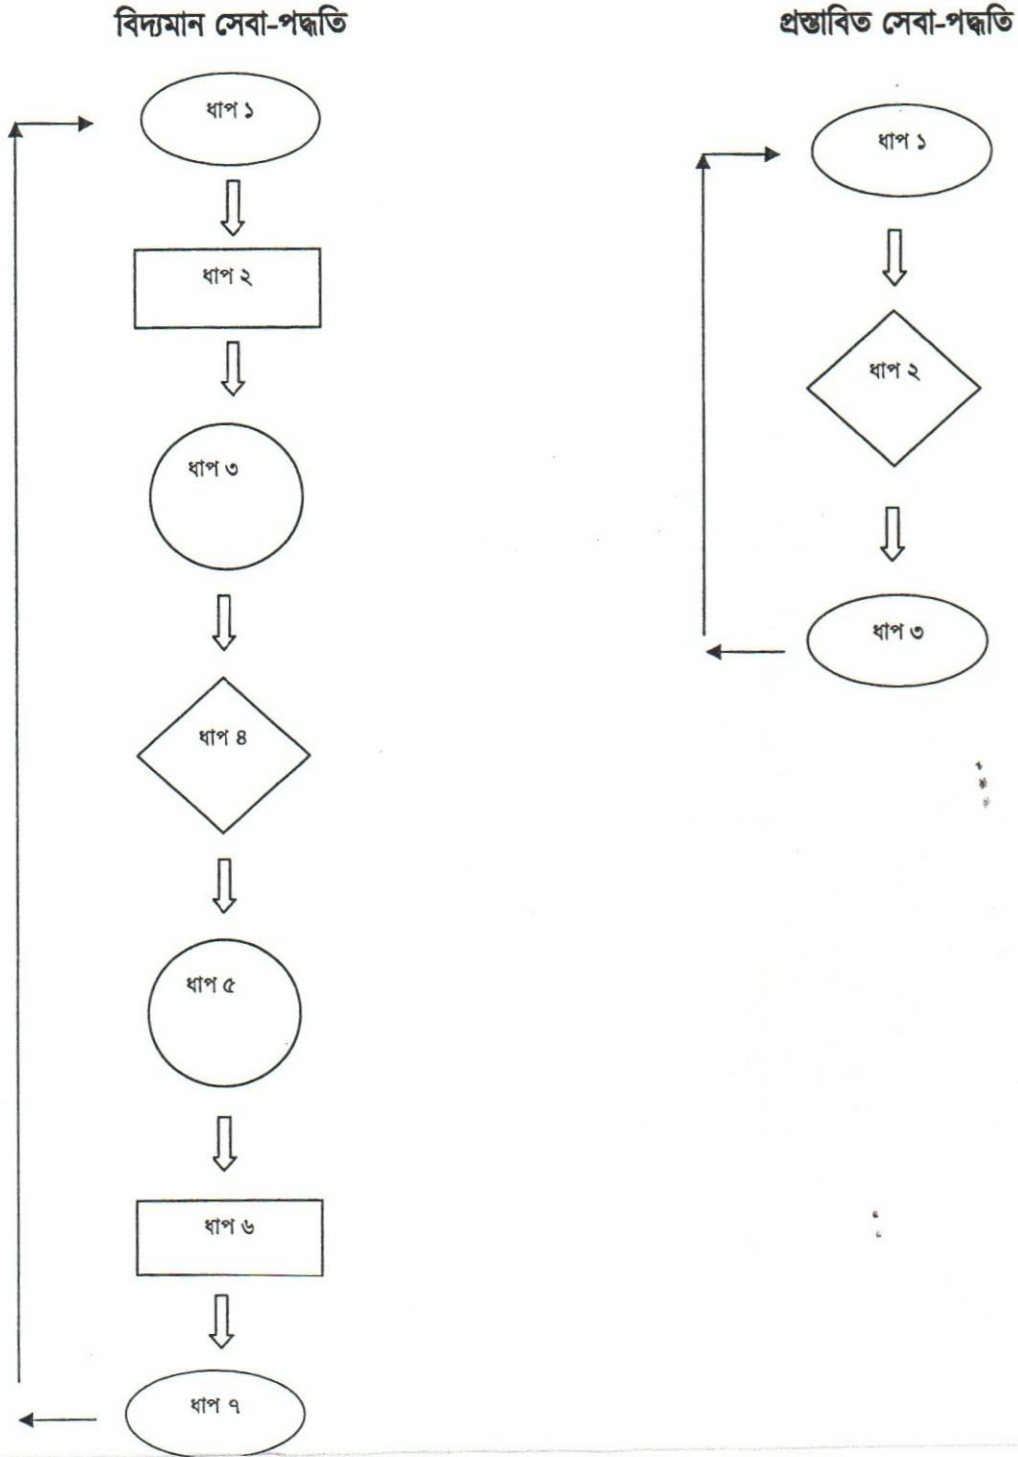 বিদ্যমান সেবা-পদ্ধতি
ধাপ ১
ধাপ ২
ধাপ ৩
ধাপ ৪
ধাপ ৫
ধাপ ৬
ধাপ ৭
প্রস্তাবিত সেবা-পদ্ধতি
ধাপ ১
ধাপ ২
ধাপ ৩